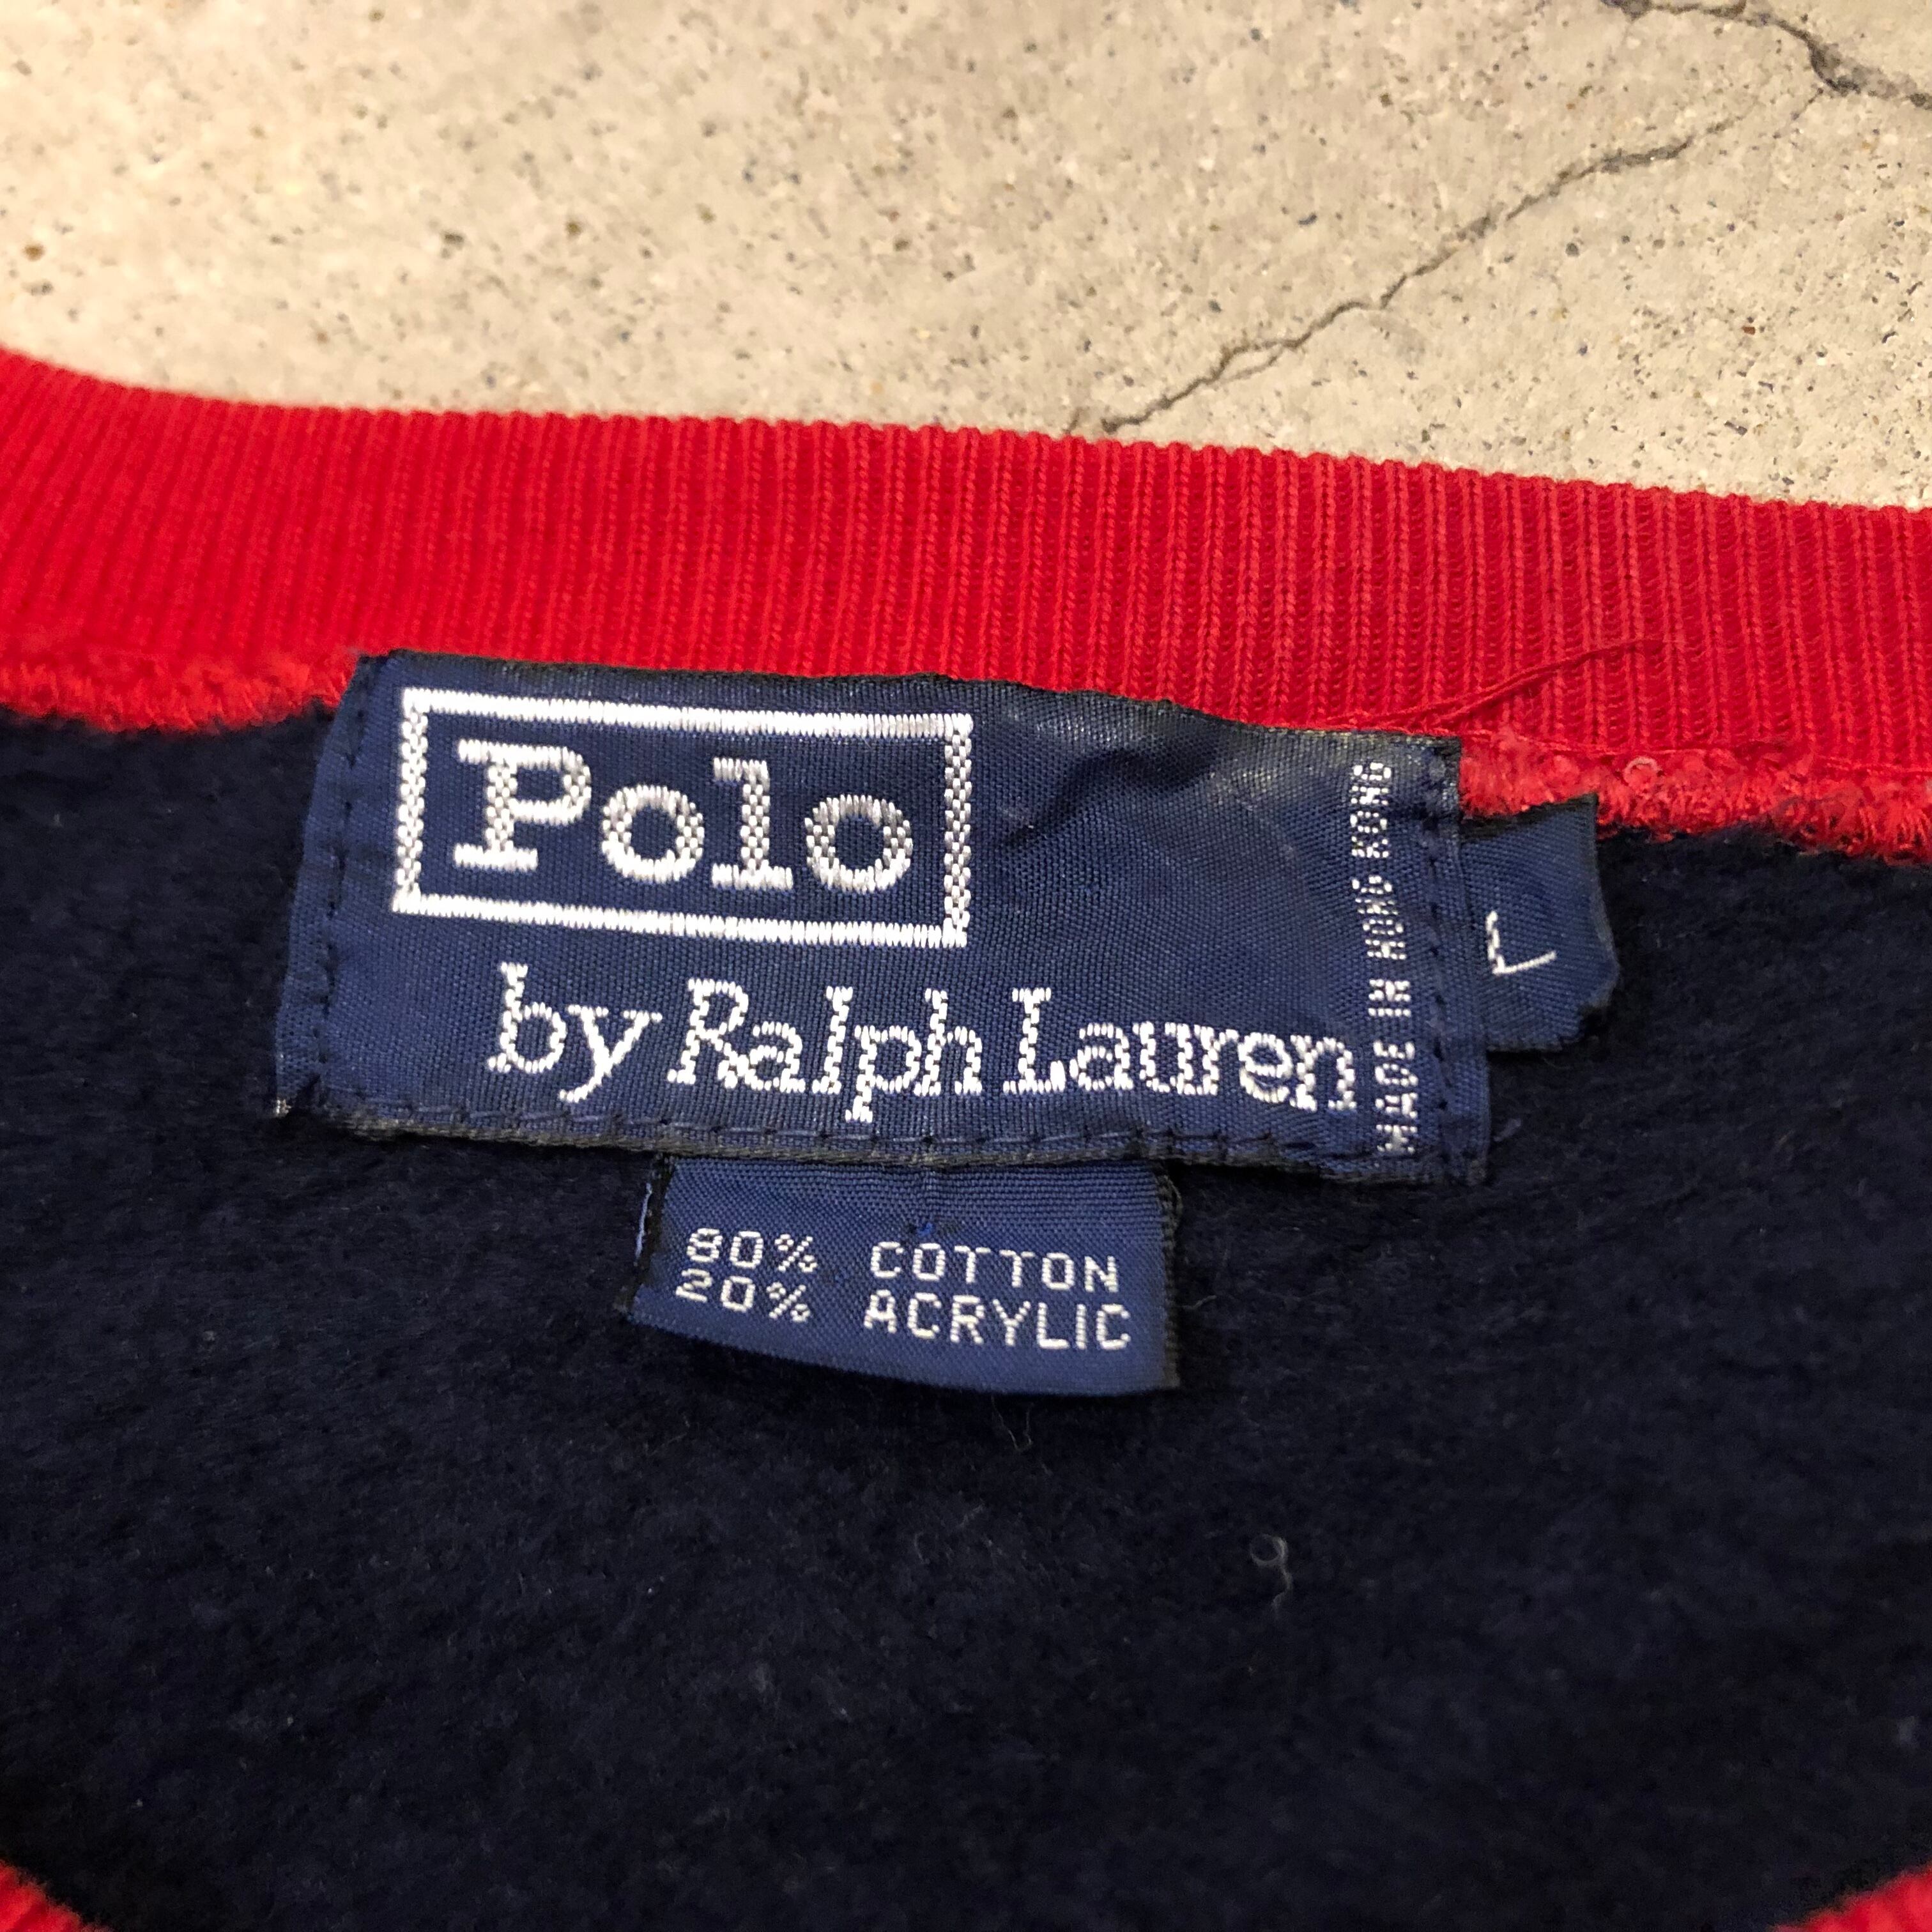 Polo
by Ralph Lauren
MADE IN HONG KONG
L
80% COTTON
20% ACRYLIC